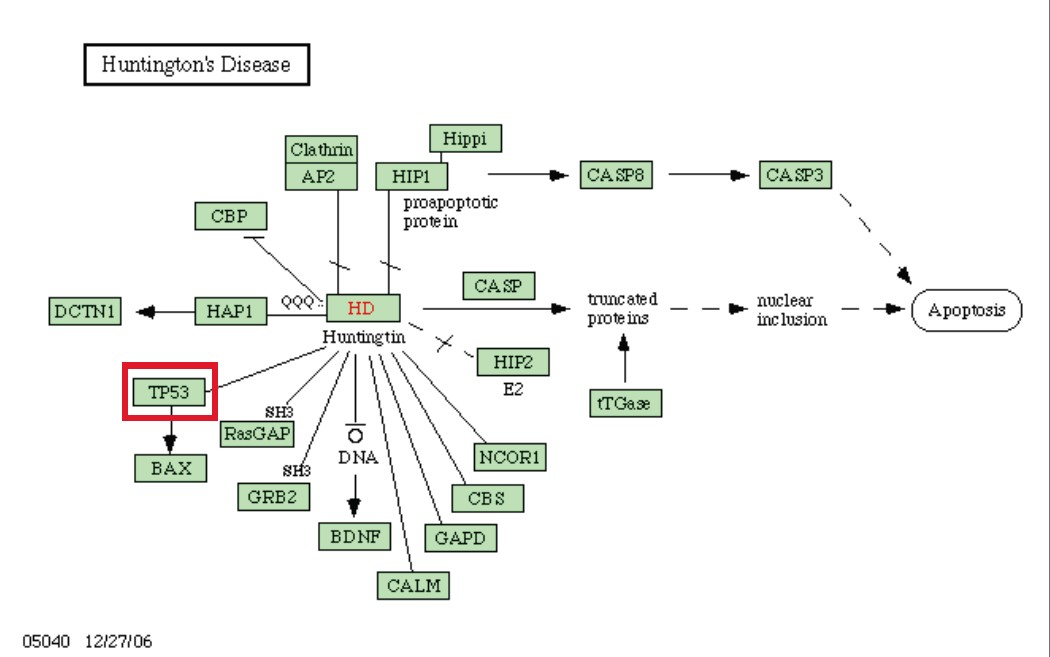 Huntington's Disease
Hippi
Clathrin
AP2
HIP1
CASP8
CASP3
proapoptotic
protein
CBP
CASP
QQQ
HD
DCTN1
HAP1
truncated
proteins
nuclear
inclusion
Apoptosis
Huntingtin
HIP2
E2
TP53
tTGase
SH3
RasGAP
DNA
NCOR1
BAX
SH3
GRB2
CBS
BDNF
GAPD
CALM
05040 12/27/06